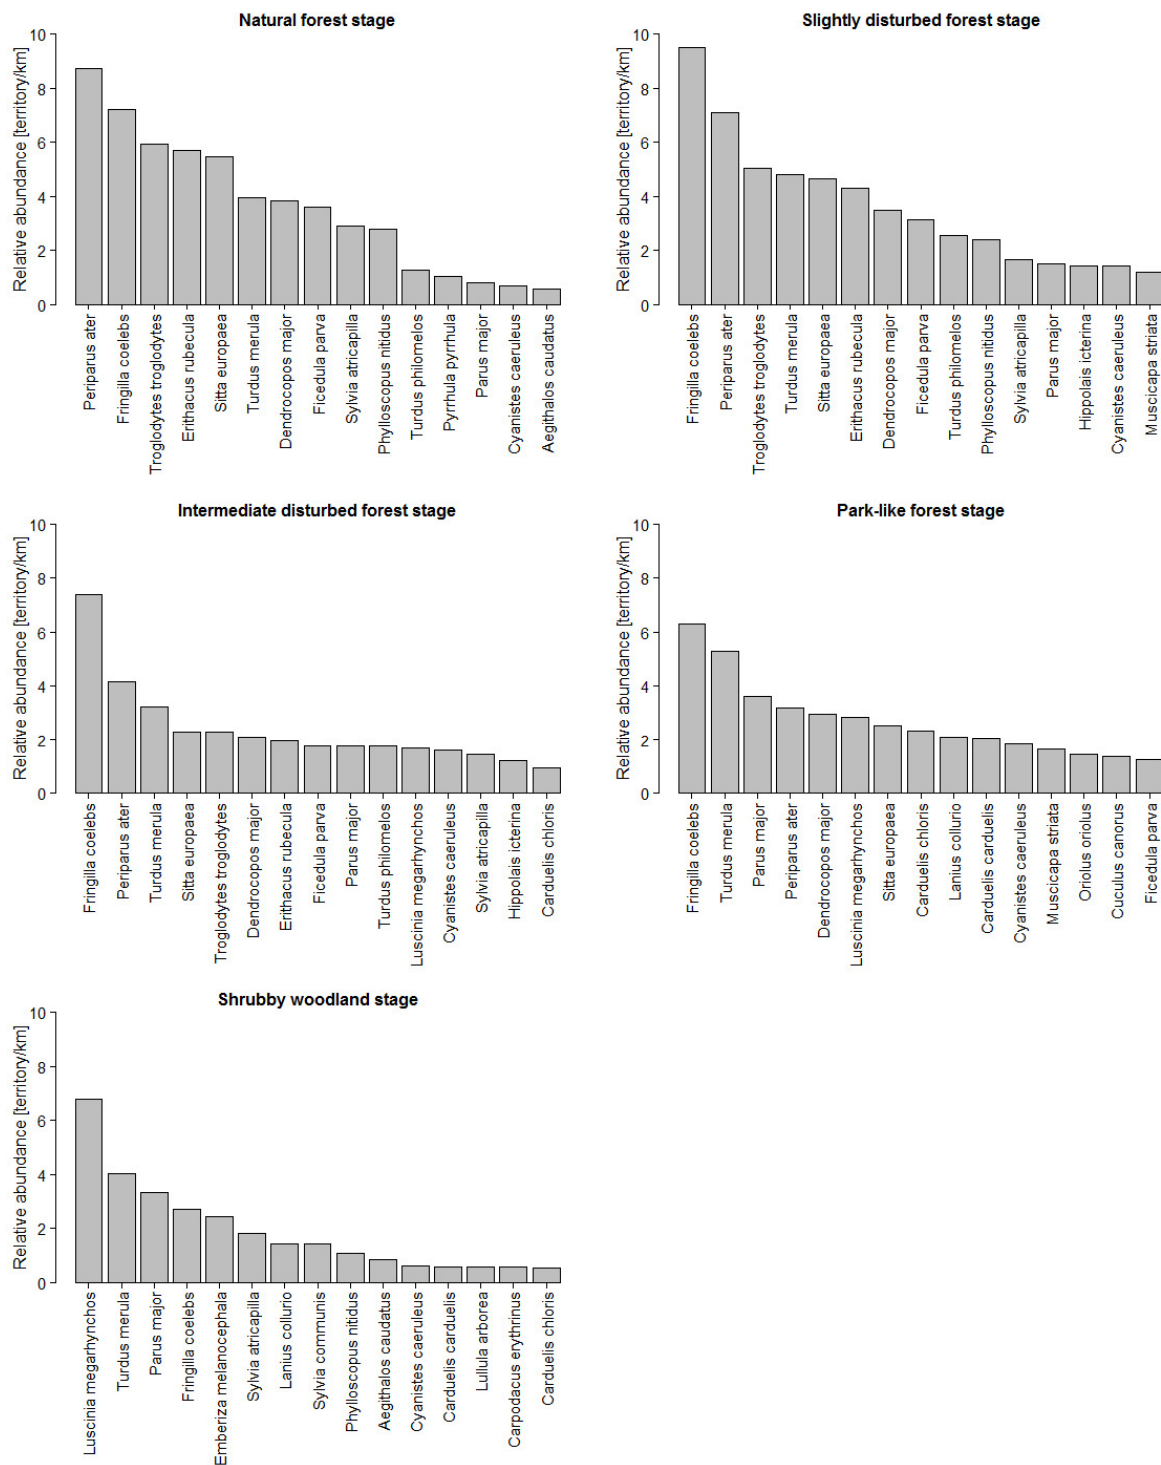 Natural forest stage
Relative abundance [territory/km]
10
8
6
4
2
0
Periparus ater
Fringilla coelebs
Troglodytes troglodytes
Erithacus rubecula
Sitta europaea
Turdus merula
Dendrocopos major
Ficedula parva
Sylvia atricapilla
Phylloscopus nitidus
Turdus philomelos
Pyrrhula pyrrhula
Parus major
Cyanistes caeruleus
Aegithalos caudatus
Slightly disturbed forest stage
Relative abundance [territory/km]
10
8
6
4
2
0
Fringilla coelebs
Periparus ater
Troglodytes troglodytes
Turdus merula
Sitta europaea
Erithacus rubecula
Dendrocopos major
Ficedula parva
Turdus philomelos
Phylloscopus nitidus
Sylvia atricapilla
Parus major
Hippolais icterina
Cyanistes caeruleus
Muscicapa striata
Intermediate disturbed forest stage
Relative abundance [territory/km]
10
8
6
4
2
0
Fringilla coelebs
Periparus ater
Turdus merula
Sitta europaea
Troglodytes troglodytes
Dendrocopos major
Erithacus rubecula
Ficedula parva
Parus major
Turdus philomelos
Luscinia megarhynchos
Cyanistes caeruleus
Sylvia atricapilla
Hippolais icterina
Carduelis chloris
Park-like forest stage
Relative abundance [territory/km]
10
8
6
4
2
0
Fringilla coelebs
Turdus merula
Parus major
Periparus ater
Dendrocopos major
Luscinia megarhynchos
Sitta europaea
Carduelis chloris
Lanius collurio
Carduelis carduelis
Cyanistes caeruleus
Muscicapa striata
Oriolus oriolus
Cuculus canorus
Ficedula parva
Shrubby woodland stage
Relative abundance [territory/km]
10
8
6
4
2
0
Luscinia megarhynchos
Turdus merula
Parus major
Fringilla coelebs
Emberiza melanocephala
Sylvia atricapilla
Lanius collurio
Sylvia communis
Phylloscopus nitidus
Aegithalos caudatus
Cyanistes caeruleus
Carduelis carduelis
Lullula arborea
Carpodacus erythrinus
Carduelis chloris